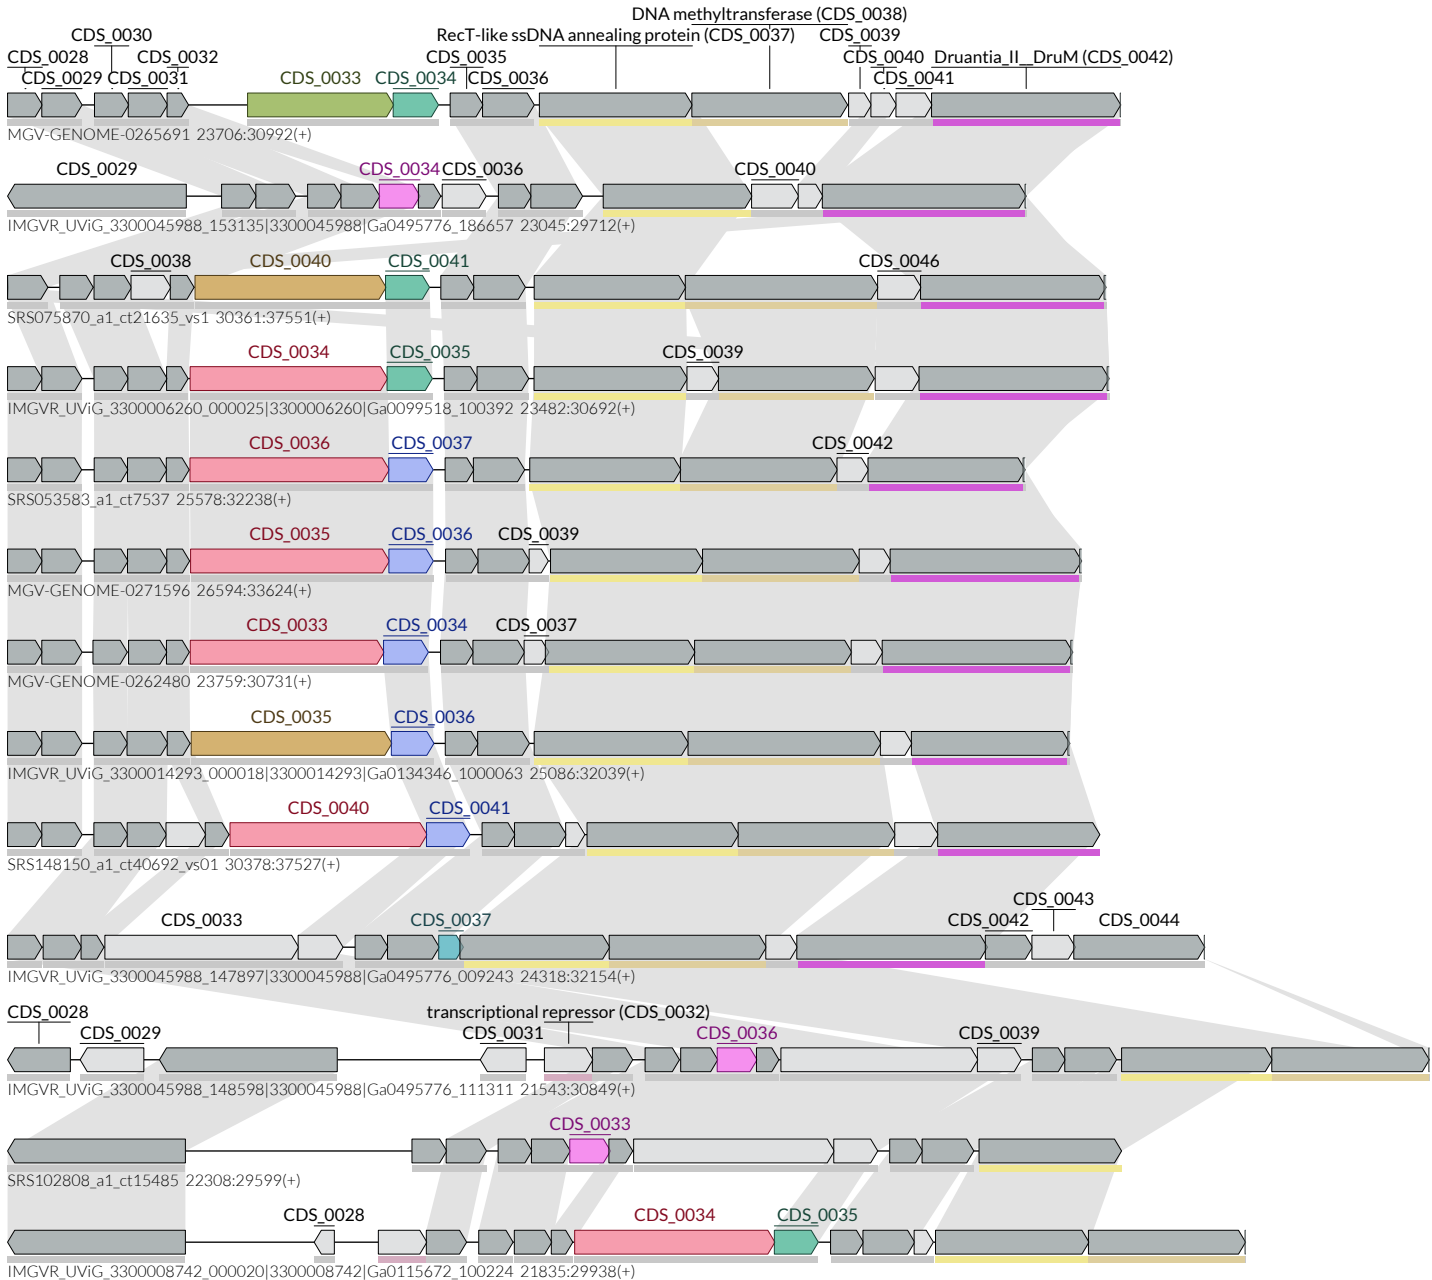 DNA methyltransferase (CDS_0038)
CDS_0030 RecT-like ssDNA annealing protein (CDS_0037) CDS_0039
CDS_0028 CDS_0032 CDS_0035 CDS_0040 Druantia_II__DruM (CDS_0042)
CDS_0029 CDS_0031 CDS_0033 CDS_0034 CDS_0036 CDS_0041
MGV-GENOME-0265691 23706:30992(+)
CDS_0029 CDS_0034 CDS_0036 CDS_0040
IMGVR_UViG_3300045988_153135|3300045988|Ga0495776_186657 23045:29712(+)
CDS_0038 CDS_0040 CDS_0041 CDS_0046
SRS075870_a1_ct21635_vs1 30361:37551(+)
CDS_0034 CDS_0035 CDS_0039
IMGVR_UViG_3300006260_000025|3300006260|Ga0099518_100392 23482:30692(+)
CDS_0036 CDS_0037 CDS_0042
SRS053583_a1_ct7537 25578:32238(+)
CDS_0035 CDS_0036 CDS_0039
MGV-GENOME-0271596 26594:33624(+)
CDS_0033 CDS_0034 CDS_0037
MGV-GENOME-0262480 23759:30731(+)
CDS_0035 CDS_0036
IMGVR_UViG_3300014293_000018|3300014293|Ga0134346_1000063 25086:32039(+)
CDS_0040 CDS_0041
SRS148150_a1_ct40692_vs01 30378:37527(+)
CDS_0043
CDS_0033 CDS_0037 CDS_0042 CDS_0044
IMGVR_UViG_3300045988_147897|3300045988|Ga0495776_009243 24318:32154(+)
CDS_0028 transcriptional repressor (CDS_0032)
CDS_0029 CDS_0031 CDS_0036 CDS_0039
IMGVR_UViG_3300045988_148598|3300045988|Ga0495776_111311 21543:30849(+)
CDS_0033
SRS102808_a1_ct15485 22308:29599(+)
CDS_0028 CDS_0034 CDS_0035
IMGVR_UViG_3300008742_000020|3300008742|Ga0115672_100224 21835:29938(+)